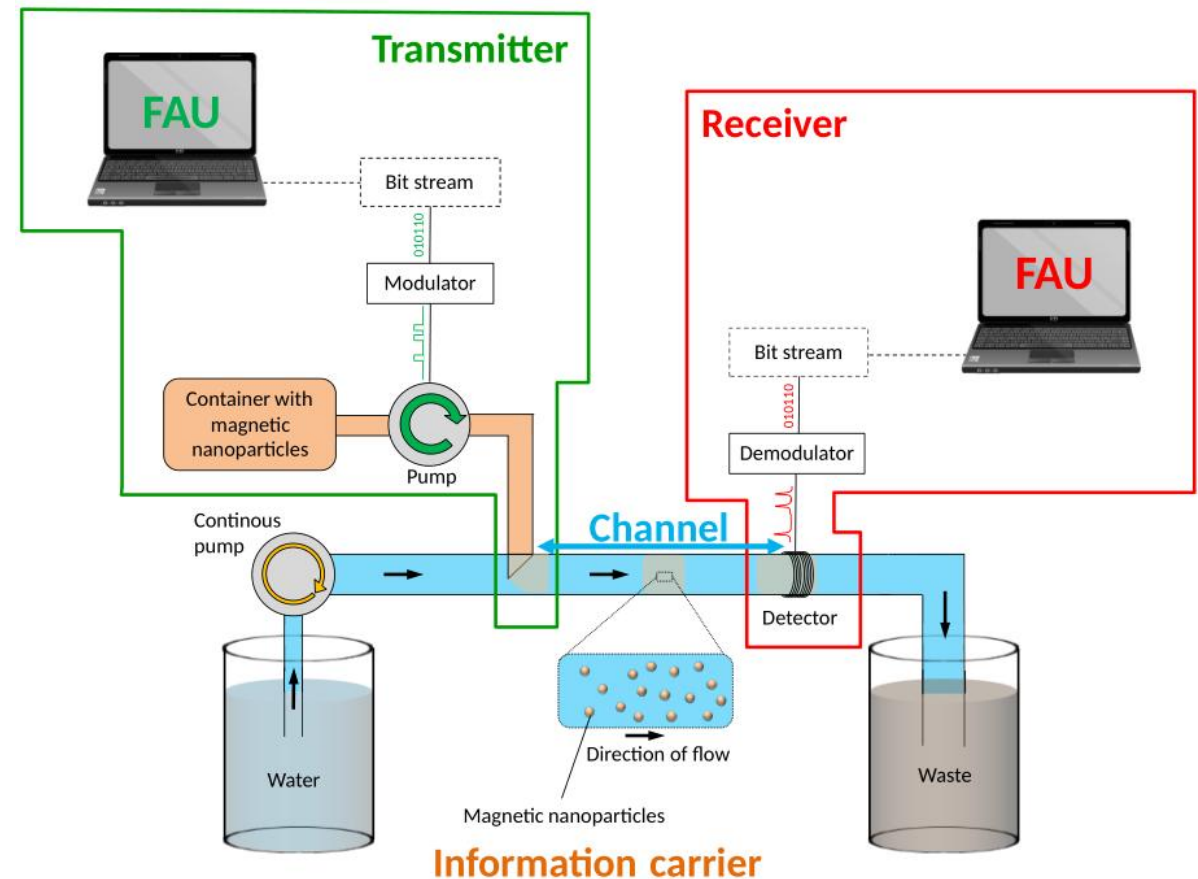 Transmitter
FAU
Bit stream
010110
Modulator
Container with
magnetic
nanoparticles
Pump
Receiver
FAU
Bit stream
010110
Demodulator
Continous
pump
Channel
Detector
Direction of flow
Water
Waste
Magnetic nanoparticles
Information carrier